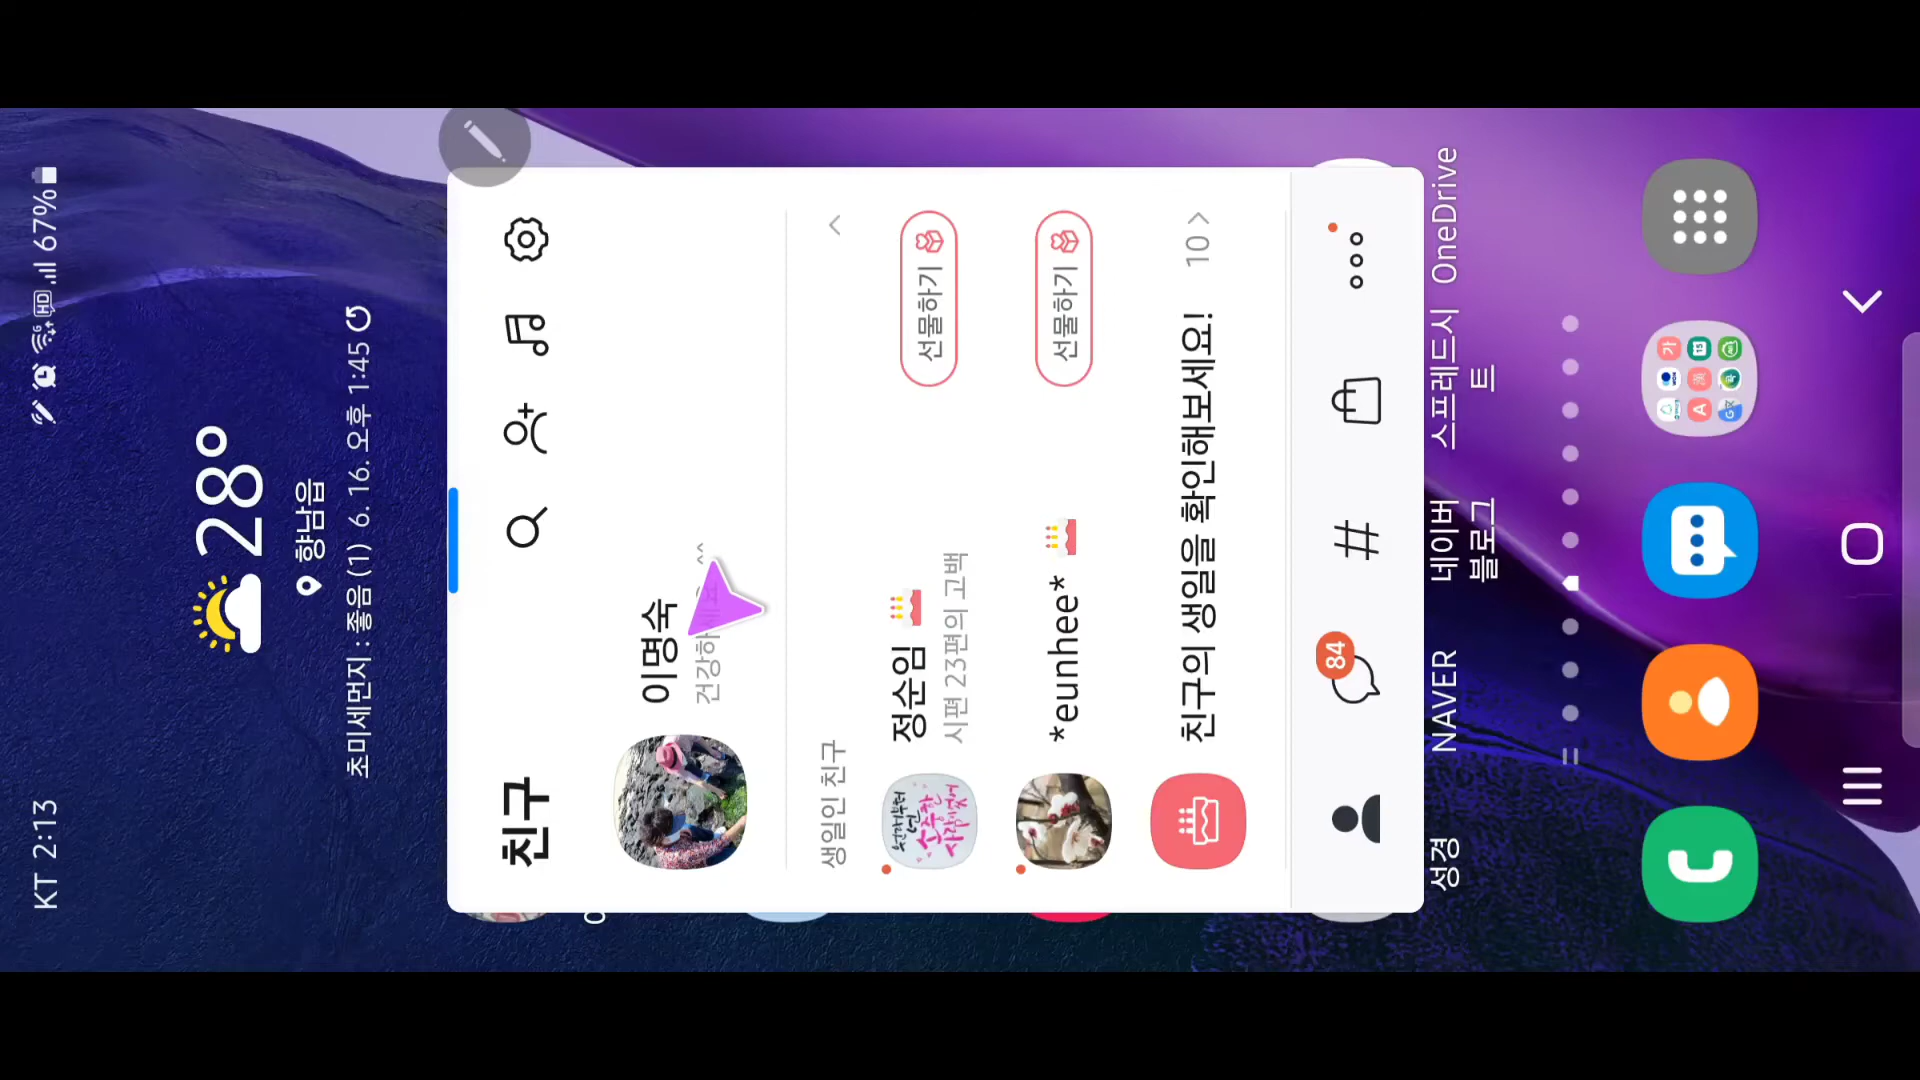 KT 2:13
67%
28°
향남읍
초미세먼지 : 좋음 (1) 6. 16. 오후 1:45
친구
이명숙
생일인 친구
정순임
시편 23편의 고백
선물하기
*eunhee*
선물하기
친구의 생일을 확인해보세요!
10
84
성경
NAVER
네이버
블로그
스프레드시
트
OneDrive